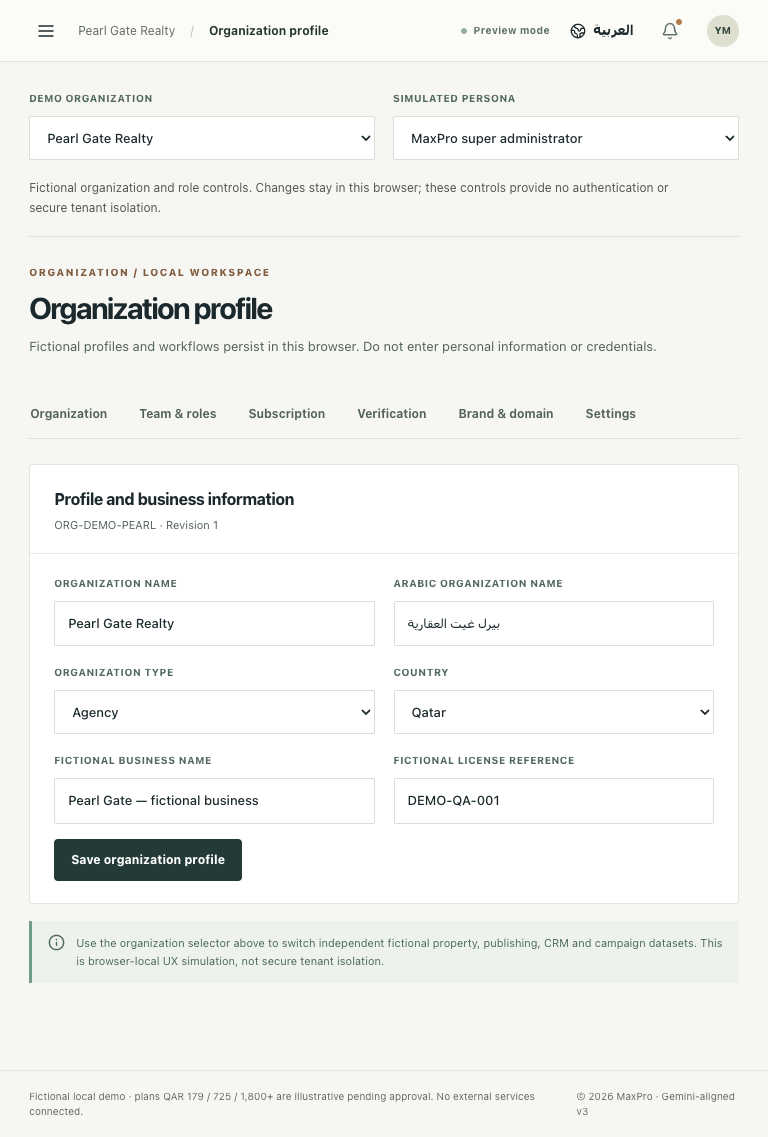 Pearl Gate Realty / Organization profile
Preview mode
العربية
YM
DEMO ORGANIZATION
Pearl Gate Realty
SIMULATED PERSONA
MaxPro super administrator
Fictional organization and role controls. Changes stay in this browser; these controls provide no authentication or
secure tenant isolation.
ORGANIZATION / LOCAL WORKSPACE
Organization profile
Fictional profiles and workflows persist in this browser. Do not enter personal information or credentials.
Organization Team & roles Subscription Verification Brand & domain Settings
Profile and business information
ORG-DEMO-PEARL · Revision 1
ORGANIZATION NAME
Pearl Gate Realty
ARABIC ORGANIZATION NAME
بيرل غيت العقارية
ORGANIZATION TYPE
Agency
COUNTRY
Qatar
FICTIONAL BUSINESS NAME
Pearl Gate — fictional business
FICTIONAL LICENSE REFERENCE
DEMO-QA-001
Save organization profile
Use the organization selector above to switch independent fictional property, publishing, CRM and campaign datasets. This
is browser-local UX simulation, not secure tenant isolation.
Fictional local demo · plans QAR 179 / 725 / 1,800+ are illustrative pending approval. No external services
connected.
© 2026 MaxPro · Gemini-aligned
v3